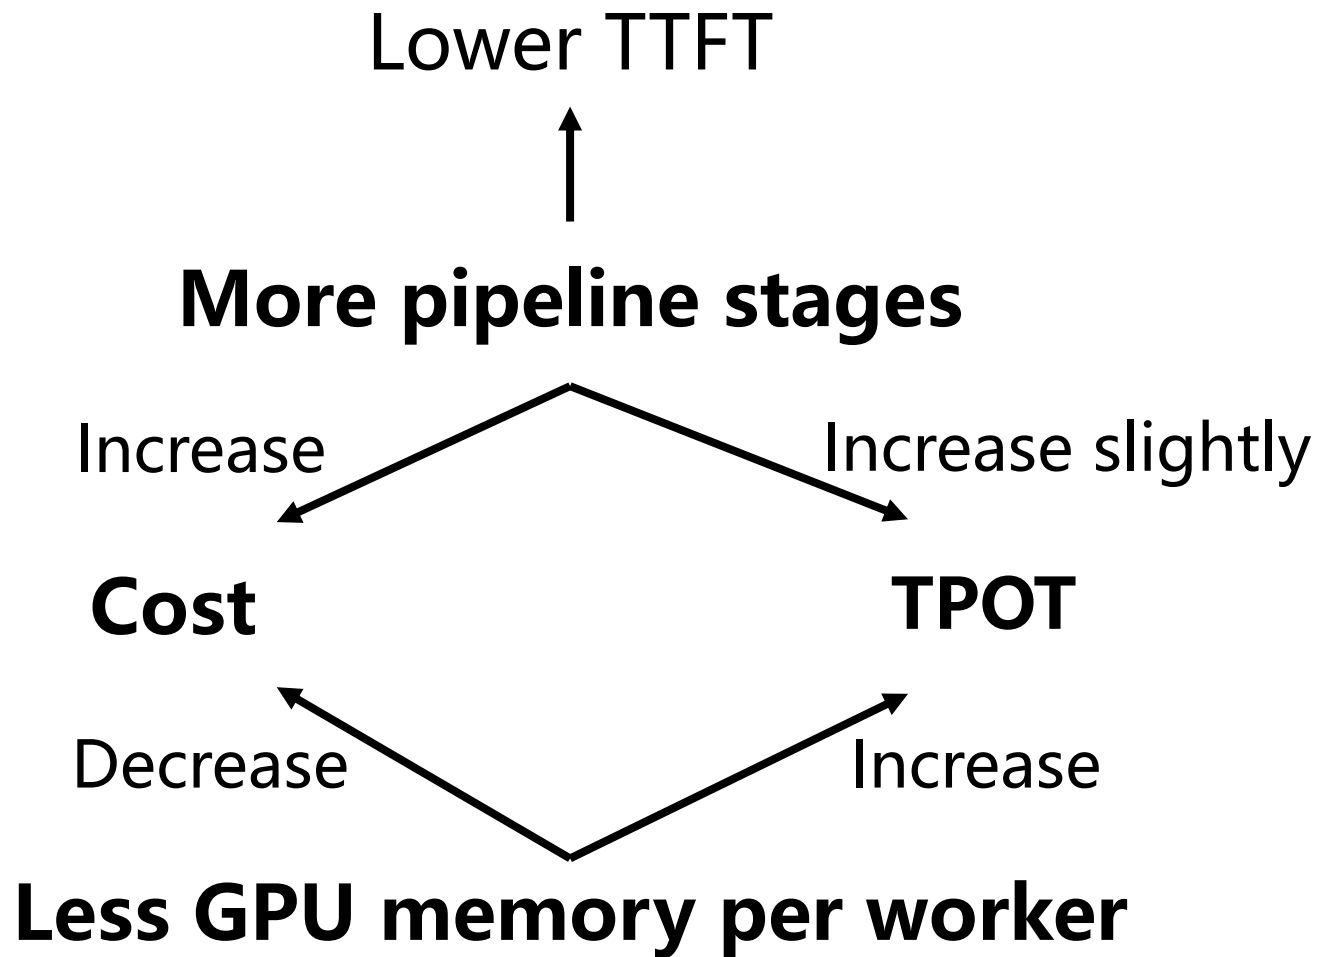 Lower TTFT
More pipeline stages
Increase
Increase slightly
Cost
TPOT
Decrease
Increase
Less GPU memory per worker